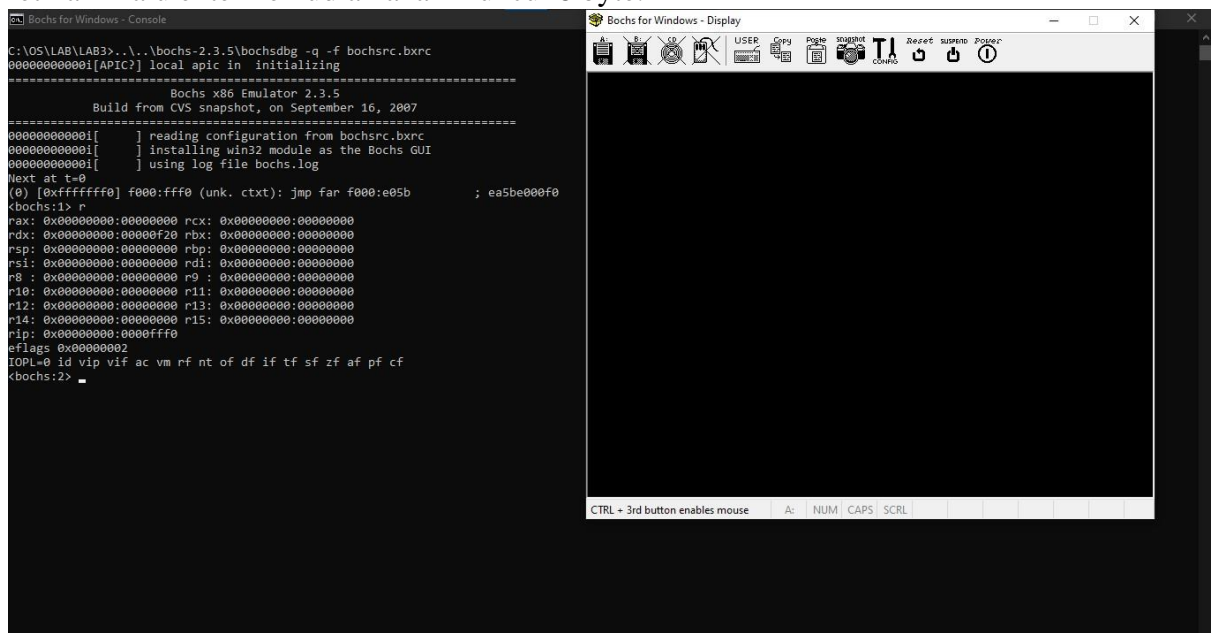 Bochs for Windows - Console
C:\OS\LAB\LAB3>..\..\bochs-2.3.5\bochsdbg -q -f bochsrc.bxrc
00000000000i[APIC?] local apic in  initializing
========================================================================
Bochs x86 Emulator 2.3.5
Build from CVS snapshot, on September 16, 2007
========================================================================
00000000000i[     ] reading configuration from bochsrc.bxrc
00000000000i[     ] installing win32 module as the Bochs GUI
00000000000i[     ] using log file bochs.log
Next at t=0
(0) [0xfffffff0] f000:fff0 (unk. ctxt): jmp far f000:e05b          ; ea5be000f0
<bochs:1> r
rax: 0x00000000:00000000 rcx: 0x00000000:00000000
rdx: 0x00000000:00000f20 rbx: 0x00000000:00000000
rsp: 0x00000000:00000000 rbp: 0x00000000:00000000
rsi: 0x00000000:00000000 rdi: 0x00000000:00000000
r8 : 0x00000000:00000000 r9 : 0x00000000:00000000
r10: 0x00000000:00000000 r11: 0x00000000:00000000
r12: 0x00000000:00000000 r13: 0x00000000:00000000
r14: 0x00000000:00000000 r15: 0x00000000:00000000
rip: 0x00000000:0000fff0
eflags 0x00000002
IOPL=0 id vip vif ac vm rf nt of df if tf sf zf af pf cf
<bochs:2>
Bochs for Windows - Display
A: B: CD USER Copy Paste snapshot CONFIG Reset SUSPEND Power
CTRL + 3rd button enables mouse A: NUM CAPS SCRL